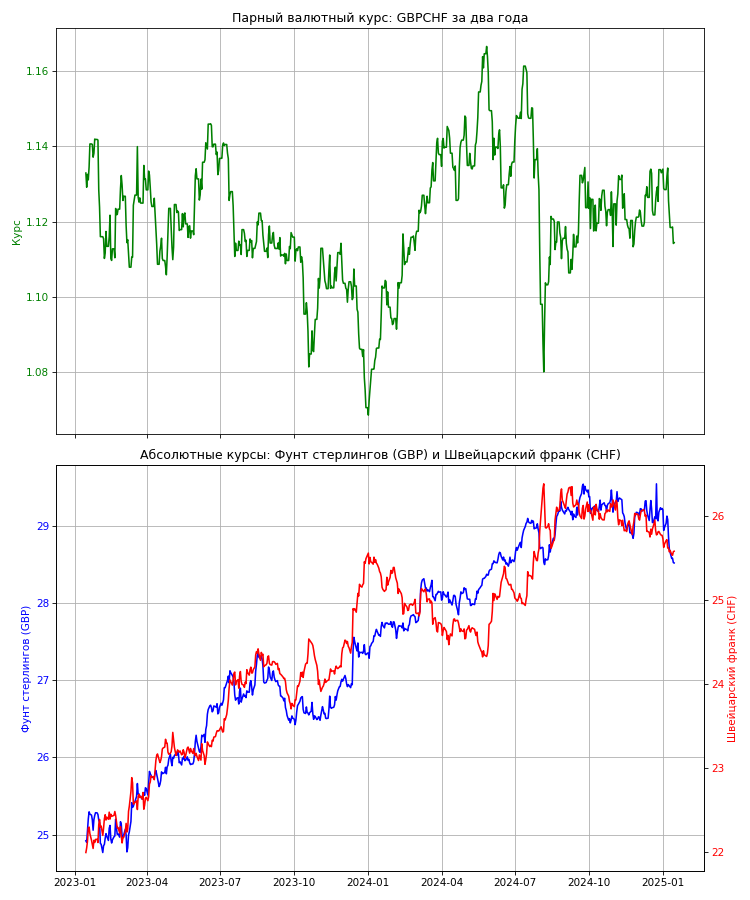 Парный валютный курс: GBPCHF за два года
Курс
1.16
1.14
1.12
1.10
1.08
Абсолютные курсы: Фунт стерлингов (GBP) и Швейцарский франк (CHF)
Фунт стерлингов (GBP)
29
28
27
26
25
26
25
24
23
22
Швейцарский франк (CHF)
2023-01 2023-04 2023-07 2023-10 2024-01 2024-04 2024-07 2024-10 2025-01